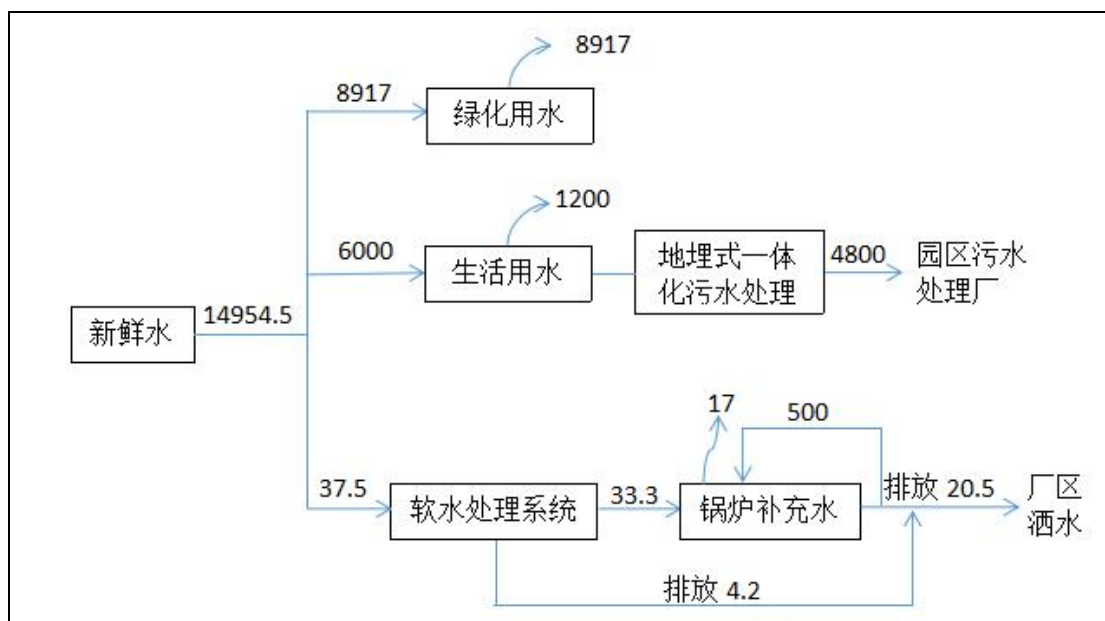 8917
8917
绿化用水
1200
6000
生活用水
地埋式一体
化污水处理
4800
园区污水
处理厂
新鲜水
14954.5
17
500
37.5
软水处理系统
33.3
锅炉补充水
排放 20.5
厂区
洒水
排放 4.2